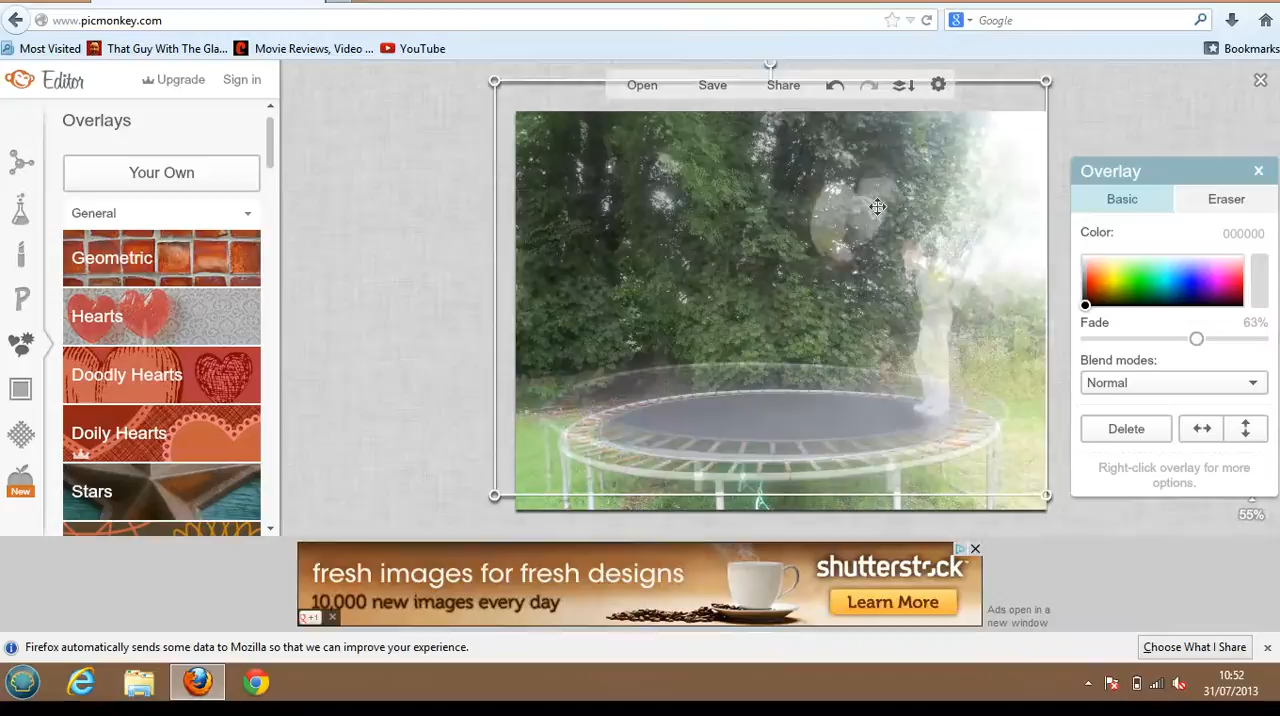 www.picmonkey.com
Google
Most Visited
That Guy With The Gla...
Movie Reviews, Video ...
YouTube
Bookmarks
Editor
Upgrade
Sign in
Open
Save
Share
Overlays
Your Own
General
Geometric
Hearts
Doodly Hearts
Doily Hearts
Stars
New
Overlay
Basic
Eraser
Color:
000000
Fade
63%
Blend modes:
Normal
Delete
Right-click overlay for more
options.
55%
fresh images for fresh designs
10,000 new images every day
shutterstock
Learn More
+1
Ads open in a
new window
Firefox automatically sends some data to Mozilla so that we can improve your experience.
Choose What I Share
10:52
31/07/2013